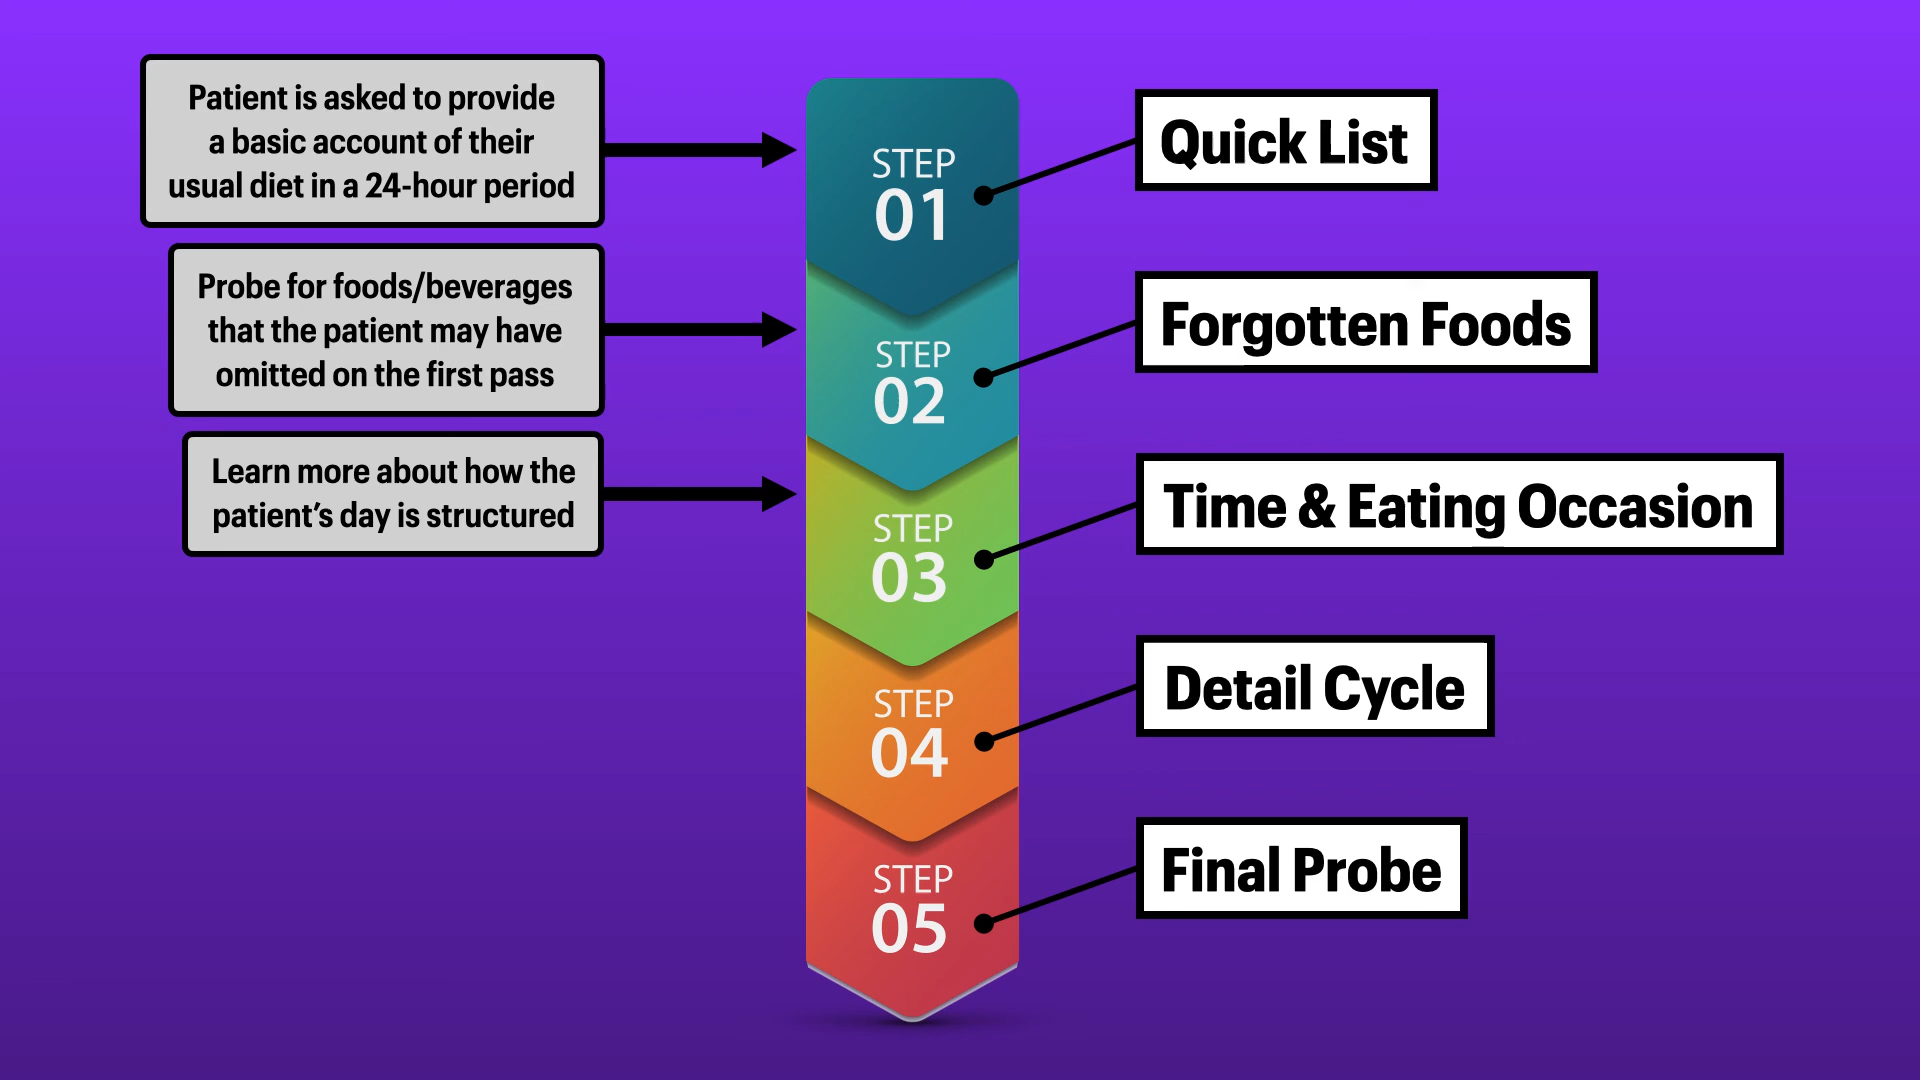 Patient is asked to provide
a basic account of their
usual diet in a 24-hour period
STEP
01
Quick List
Probe for foods/beverages
that the patient may have
omitted on the first pass
STEP
02
Forgotten Foods
Learn more about how the
patient's day is structured
STEP
03
Time & Eating Occasion
STEP
04
Detail Cycle
STEP
05
Final Probe